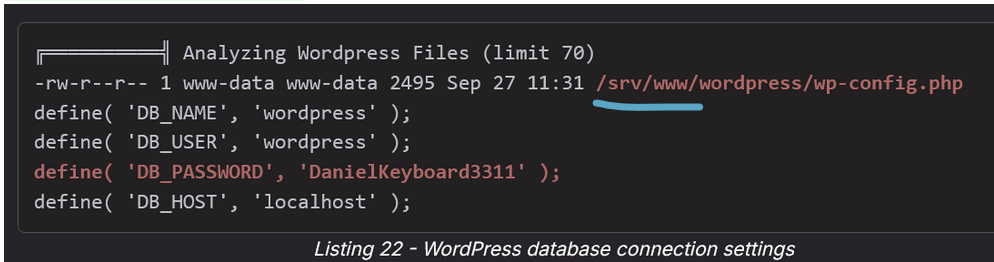 ╔══════════╣ Analyzing Wordpress Files (limit 70)
-rw-r--r-- 1 www-data www-data 2495 Sep 27 11:31 /srv/www/wordpress/wp-config.php
define( 'DB_NAME', 'wordpress' );
define( 'DB_USER', 'wordpress' );
define( 'DB_PASSWORD', 'DanielKeyboard3311' );
define( 'DB_HOST', 'localhost' );
Listing 22 - WordPress database connection settings